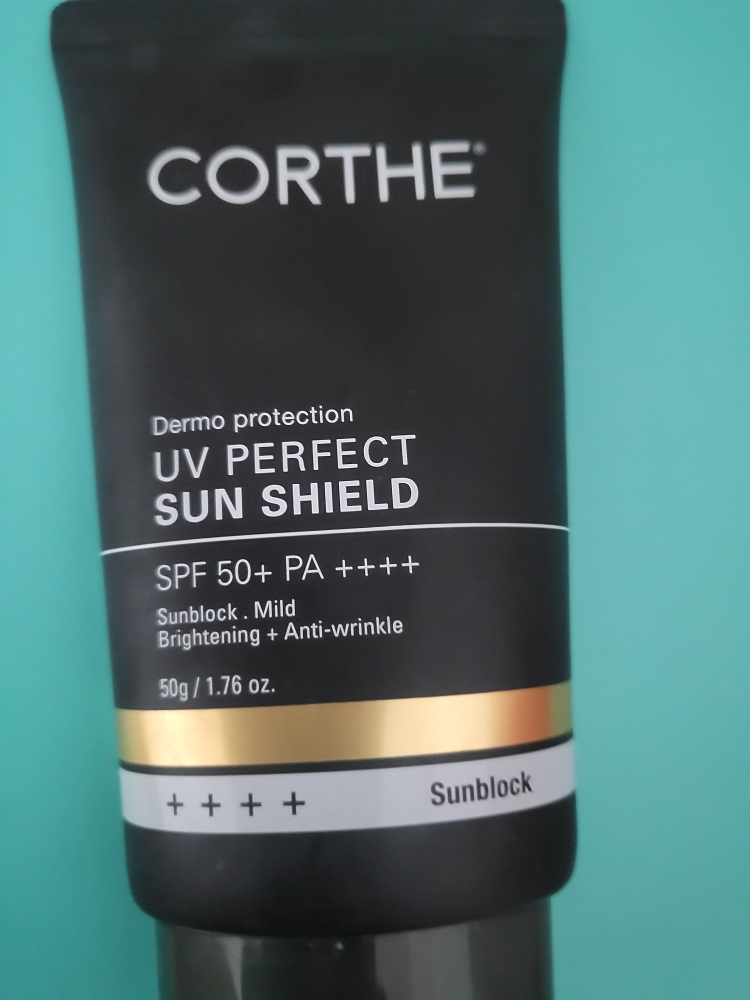 CORTHE
Dermo protection
UV PERFECT
SUN SHIELD
SPF 50+ PA ++++
Sunblock . Mild
Brightening + Anti-wrinkle
50g / 1.76 oz.
++++ Sunblock